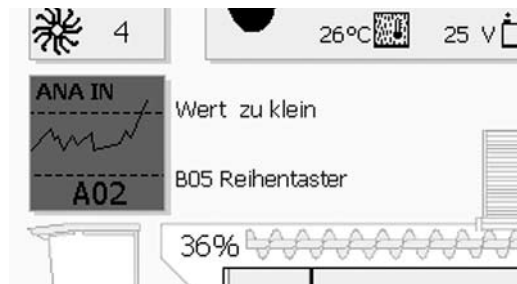 4
26°C
25 V
ANA IN
A02
Wert zu klein
B05 Reihentaster
36%